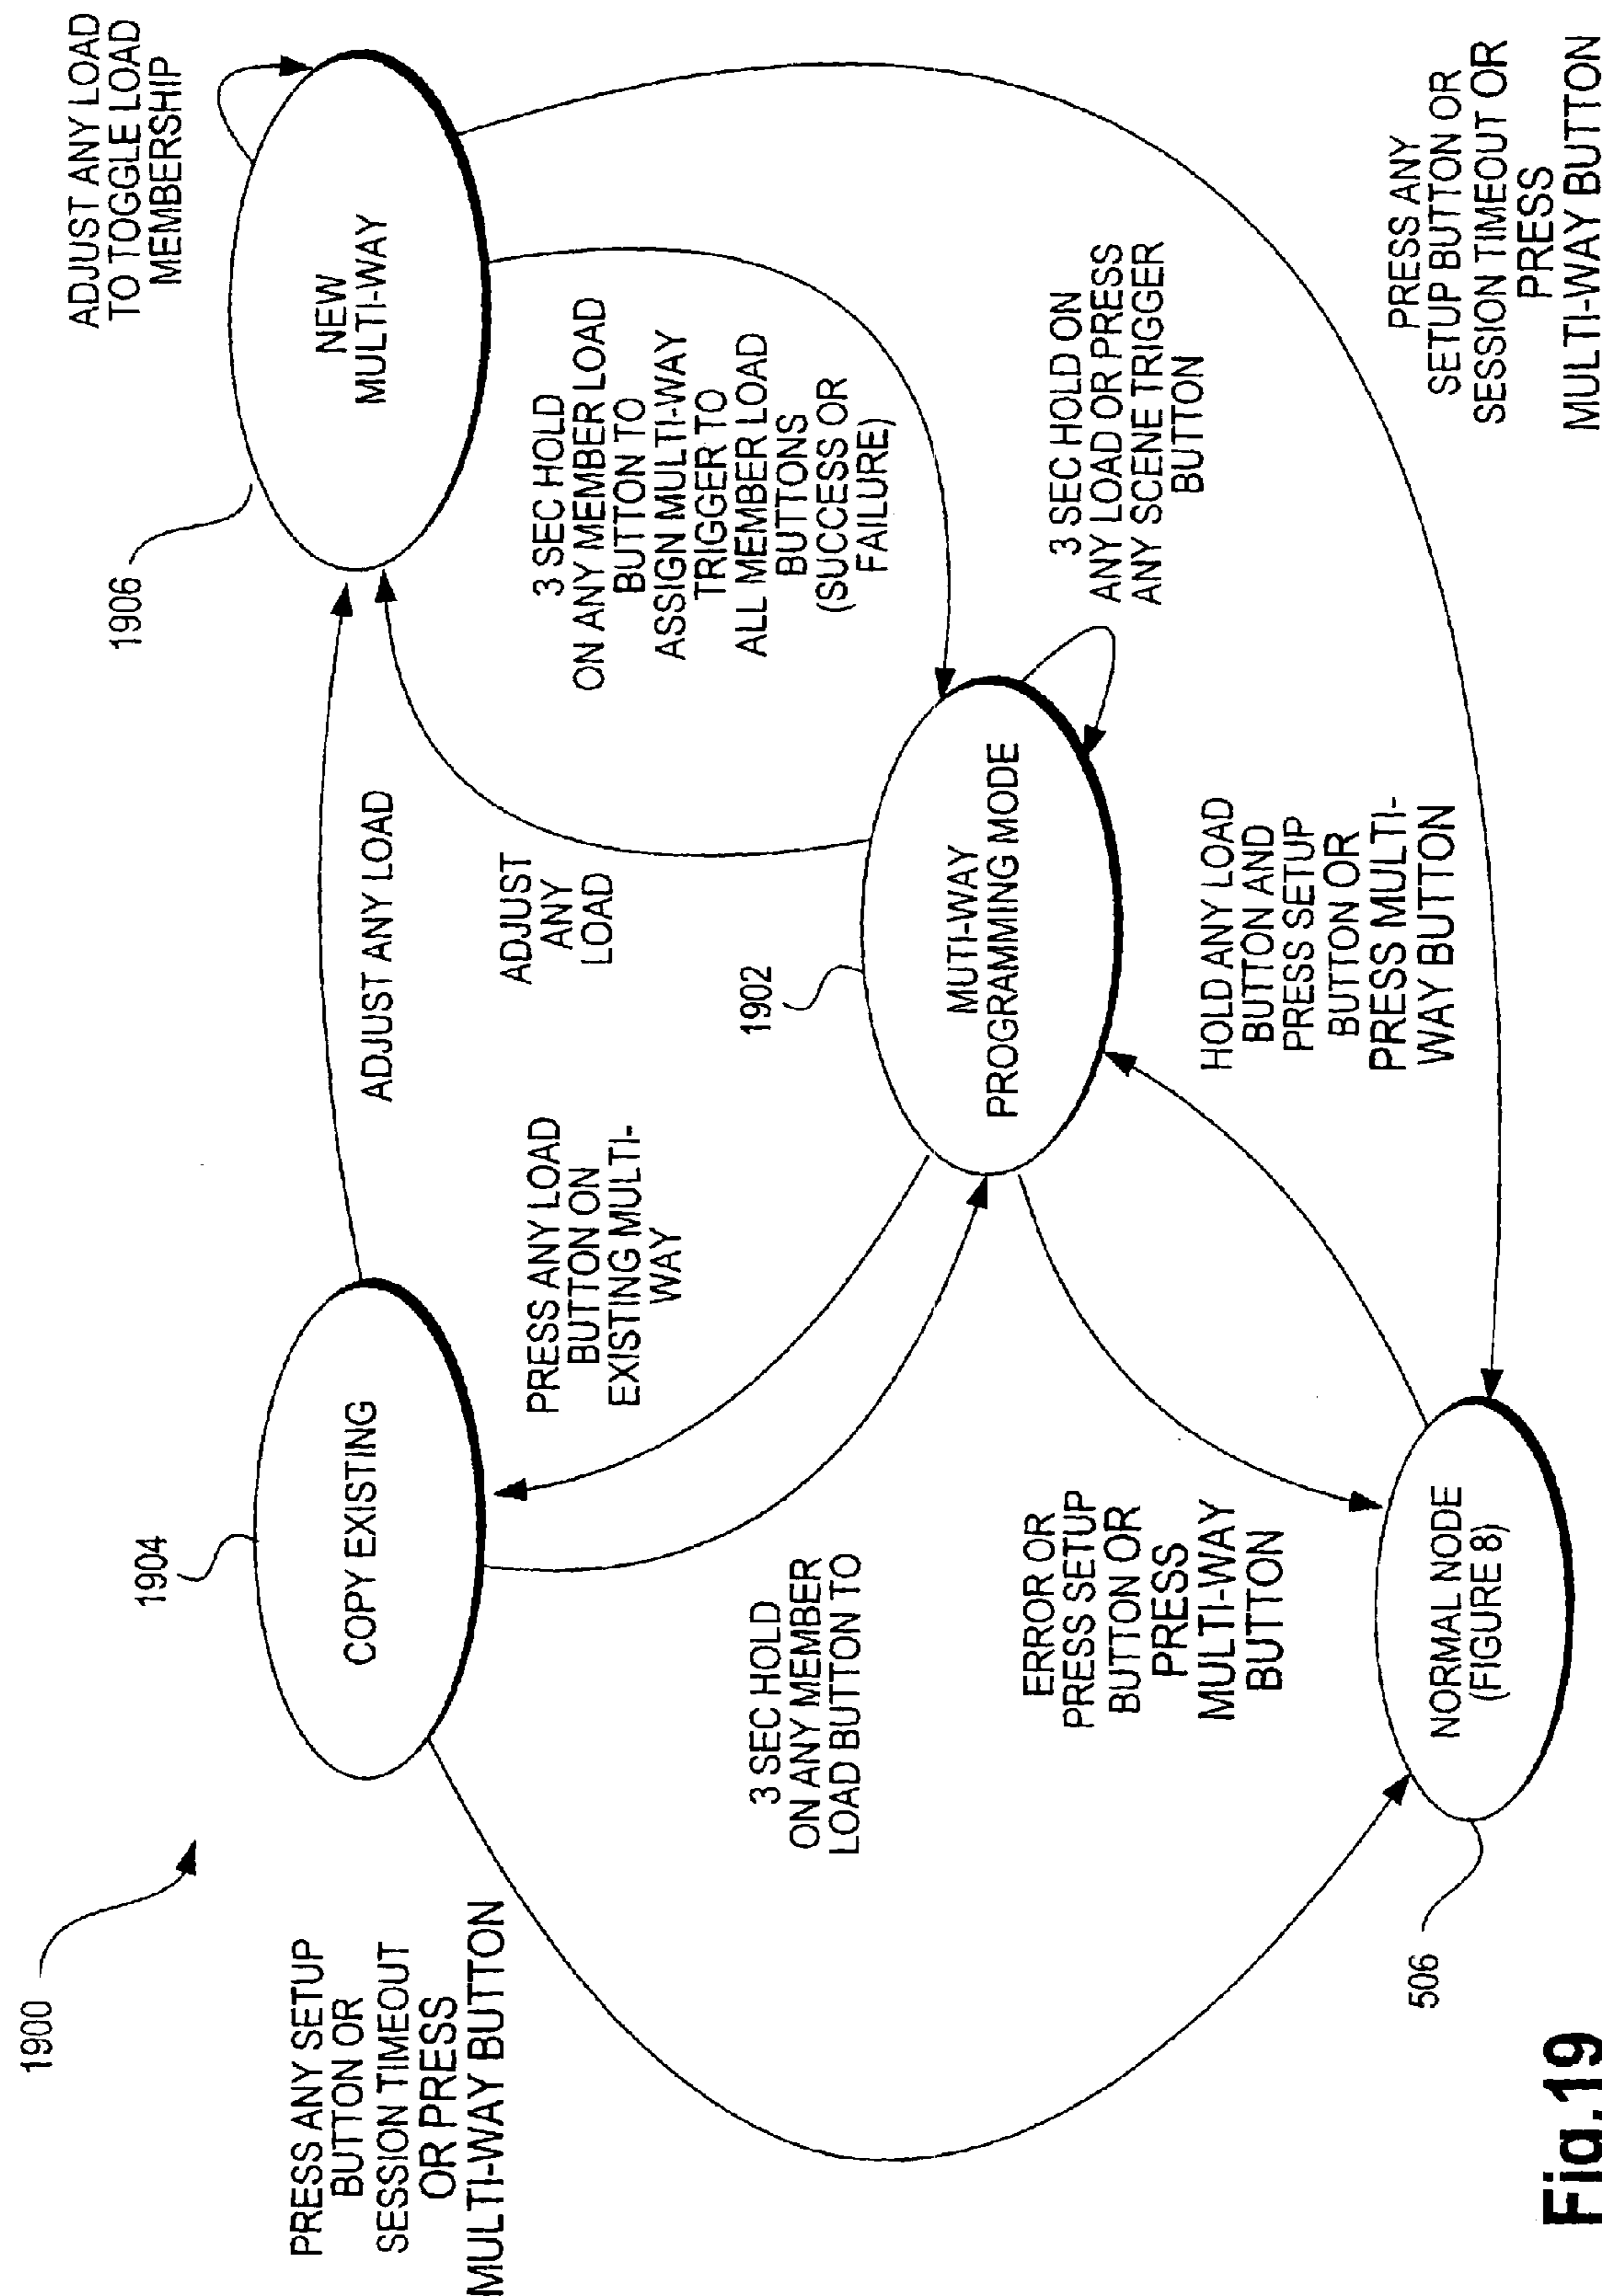 1900
PRESS ANY SETUP
BUTTON OR
SESSION TIMEOUT
OR PRESS
MULTI-WAY BUTTON
1904
COPY EXISTING
ADJUST ANY LOAD
1906
NEW
MULTI-WAY
ADJUST ANY LOAD
TO TOGGLE LOAD
MEMBERSHIP
PRESS ANY LOAD
BUTTON ON
EXISTING MULTI-
WAY
ADJUST
ANY
LOAD
3 SEC HOLD
ON ANY MEMBER LOAD
BUTTON TO
ASSIGN MULTI-WAY
TRIGGER TO
ALL MEMBER LOAD
BUTTONS
(SUCCESS OR
FAILURE)
3 SEC HOLD
ON ANY MEMBER
LOAD BUTTON TO
1902
MUTI-WAY
PROGRAMMING MODE
3 SEC HOLD ON
ANY LOAD OR PRESS
ANY SCENE TRIGGER
BUTTON
ERROR OR
PRESS SETUP
BUTTON OR
PRESS
MULTI-WAY
BUTTON
HOLD ANY LOAD
BUTTON AND
PRESS SETUP
BUTTON OR
PRESS MULTI-
WAY BUTTON
PRESS ANY
SETUP BUTTON OR
SESSION TIMEOUT OR
PRESS
MULTI-WAY BUTTON
506
NORMAL NODE
(FIGURE 8)
Fig.19